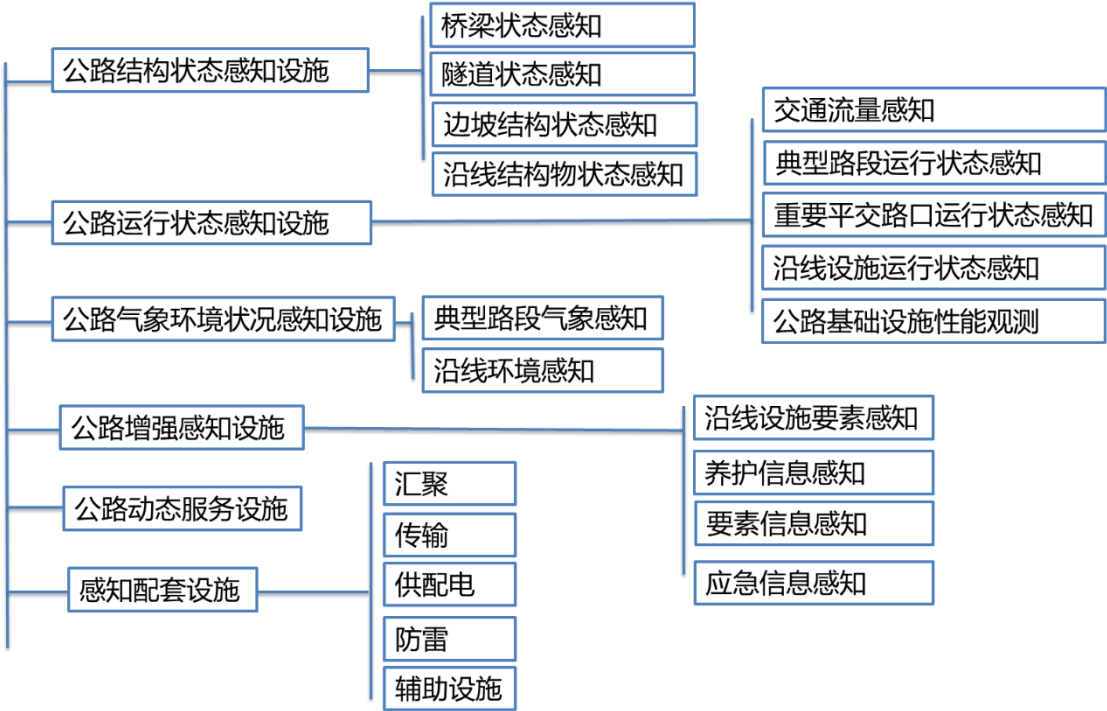 公路结构状态感知设施
桥梁状态感知
隧道状态感知
边坡结构状态感知
沿线结构物状态感知
公路运行状态感知设施
交通流量感知
典型路段运行状态感知
重要平交路口运行状态感知
沿线设施运行状态感知
公路基础设施性能观测
公路气象环境状况感知设施
典型路段气象感知
沿线环境感知
公路增强感知设施
沿线设施要素感知
养护信息感知
要素信息感知
应急信息感知
公路动态服务设施
感知配套设施
汇聚
传输
供配电
防雷
辅助设施